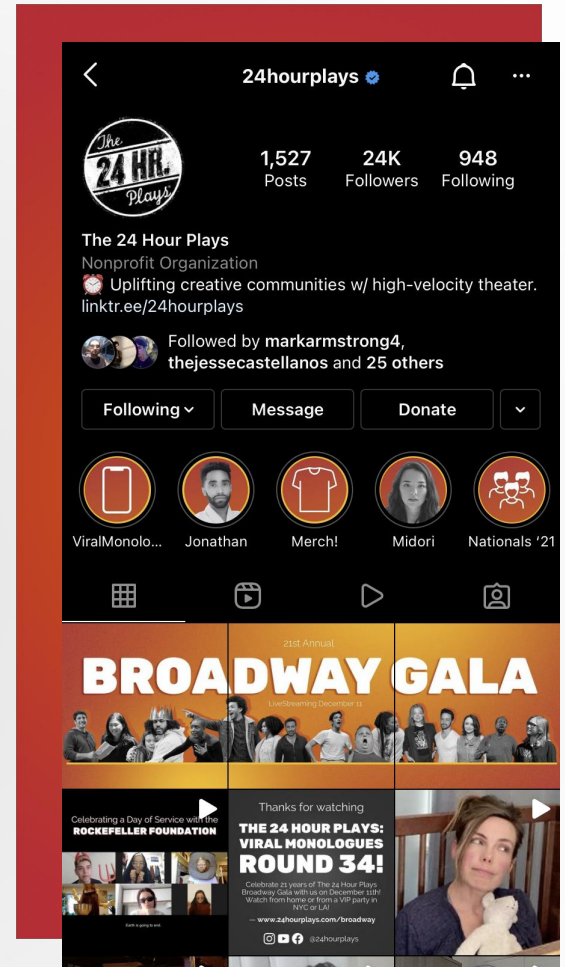 24hourplays
The
24 HR.
Plays
1,527
Posts
24K
Followers
948
Following
The 24 Hour Plays
Nonprofit Organization
⏰ Uplifting creative communities w/ high-velocity theater.
linktr.ee/24hourplays
Followed by markarmstrong4,
thejessecastellanos and 25 others
Following
Message
Donate
ViralMonolo...
Jonathan
Merch!
Midori
Nationals ‘21
21st Annual
BROADWAY GALA
LiveStreaming December 11
Celebrating a Day of Service with the
ROCKEFELLER FOUNDATION
Earth is going to end.
Thanks for watching
THE 24 HOUR PLAYS:
VIRAL MONOLOGUES
ROUND 34!
Celebrate 21 years of The 24 Hour Plays
Broadway Gala with us on December 11th!
Watch from home or from a VIP party in
NYC or LA!
— www.24hourplays.com/broadway
@24hourplays